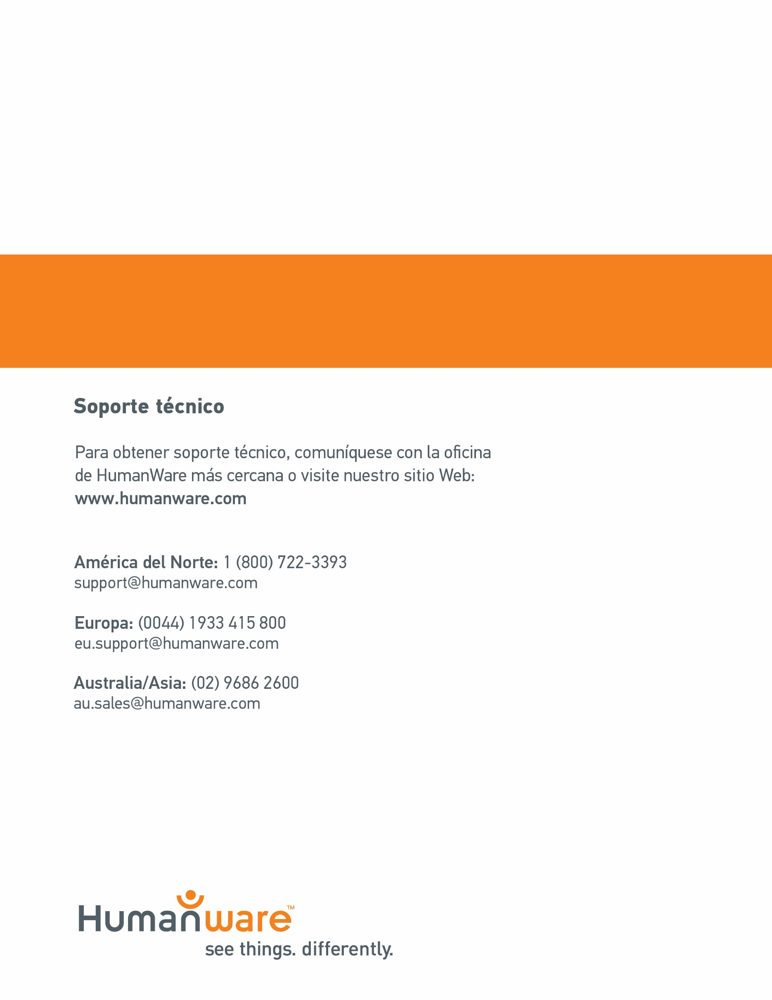 Soporte técnico
Para obtener soporte técnico, comuníquese con la oficina
de HumanWare más cercana o visite nuestro sitio Web:
www.humanware.com
América del Norte: 1 (800) 722-3393
support@humanware.com
Europa: (0044) 1933 415 800
eu.support@humanware.com
Australia/Asia: (02) 9686 2600
au.sales@humanware.com
Humanware™
see things. differently.